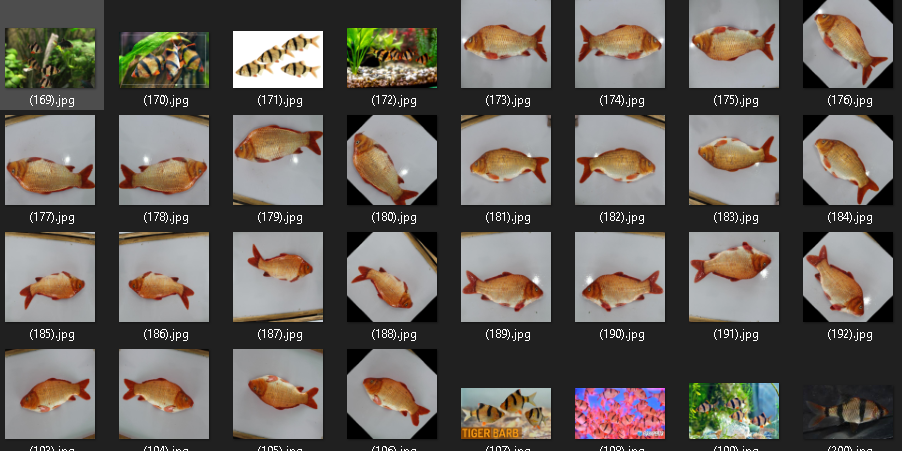 (169).jpg (170).jpg (171).jpg (172).jpg (173).jpg (174).jpg (175).jpg (176).jpg
(177).jpg (178).jpg (179).jpg (180).jpg (181).jpg (182).jpg (183).jpg (184).jpg
(185).jpg (186).jpg (187).jpg (188).jpg (189).jpg (190).jpg (191).jpg (192).jpg
TIGER BARB